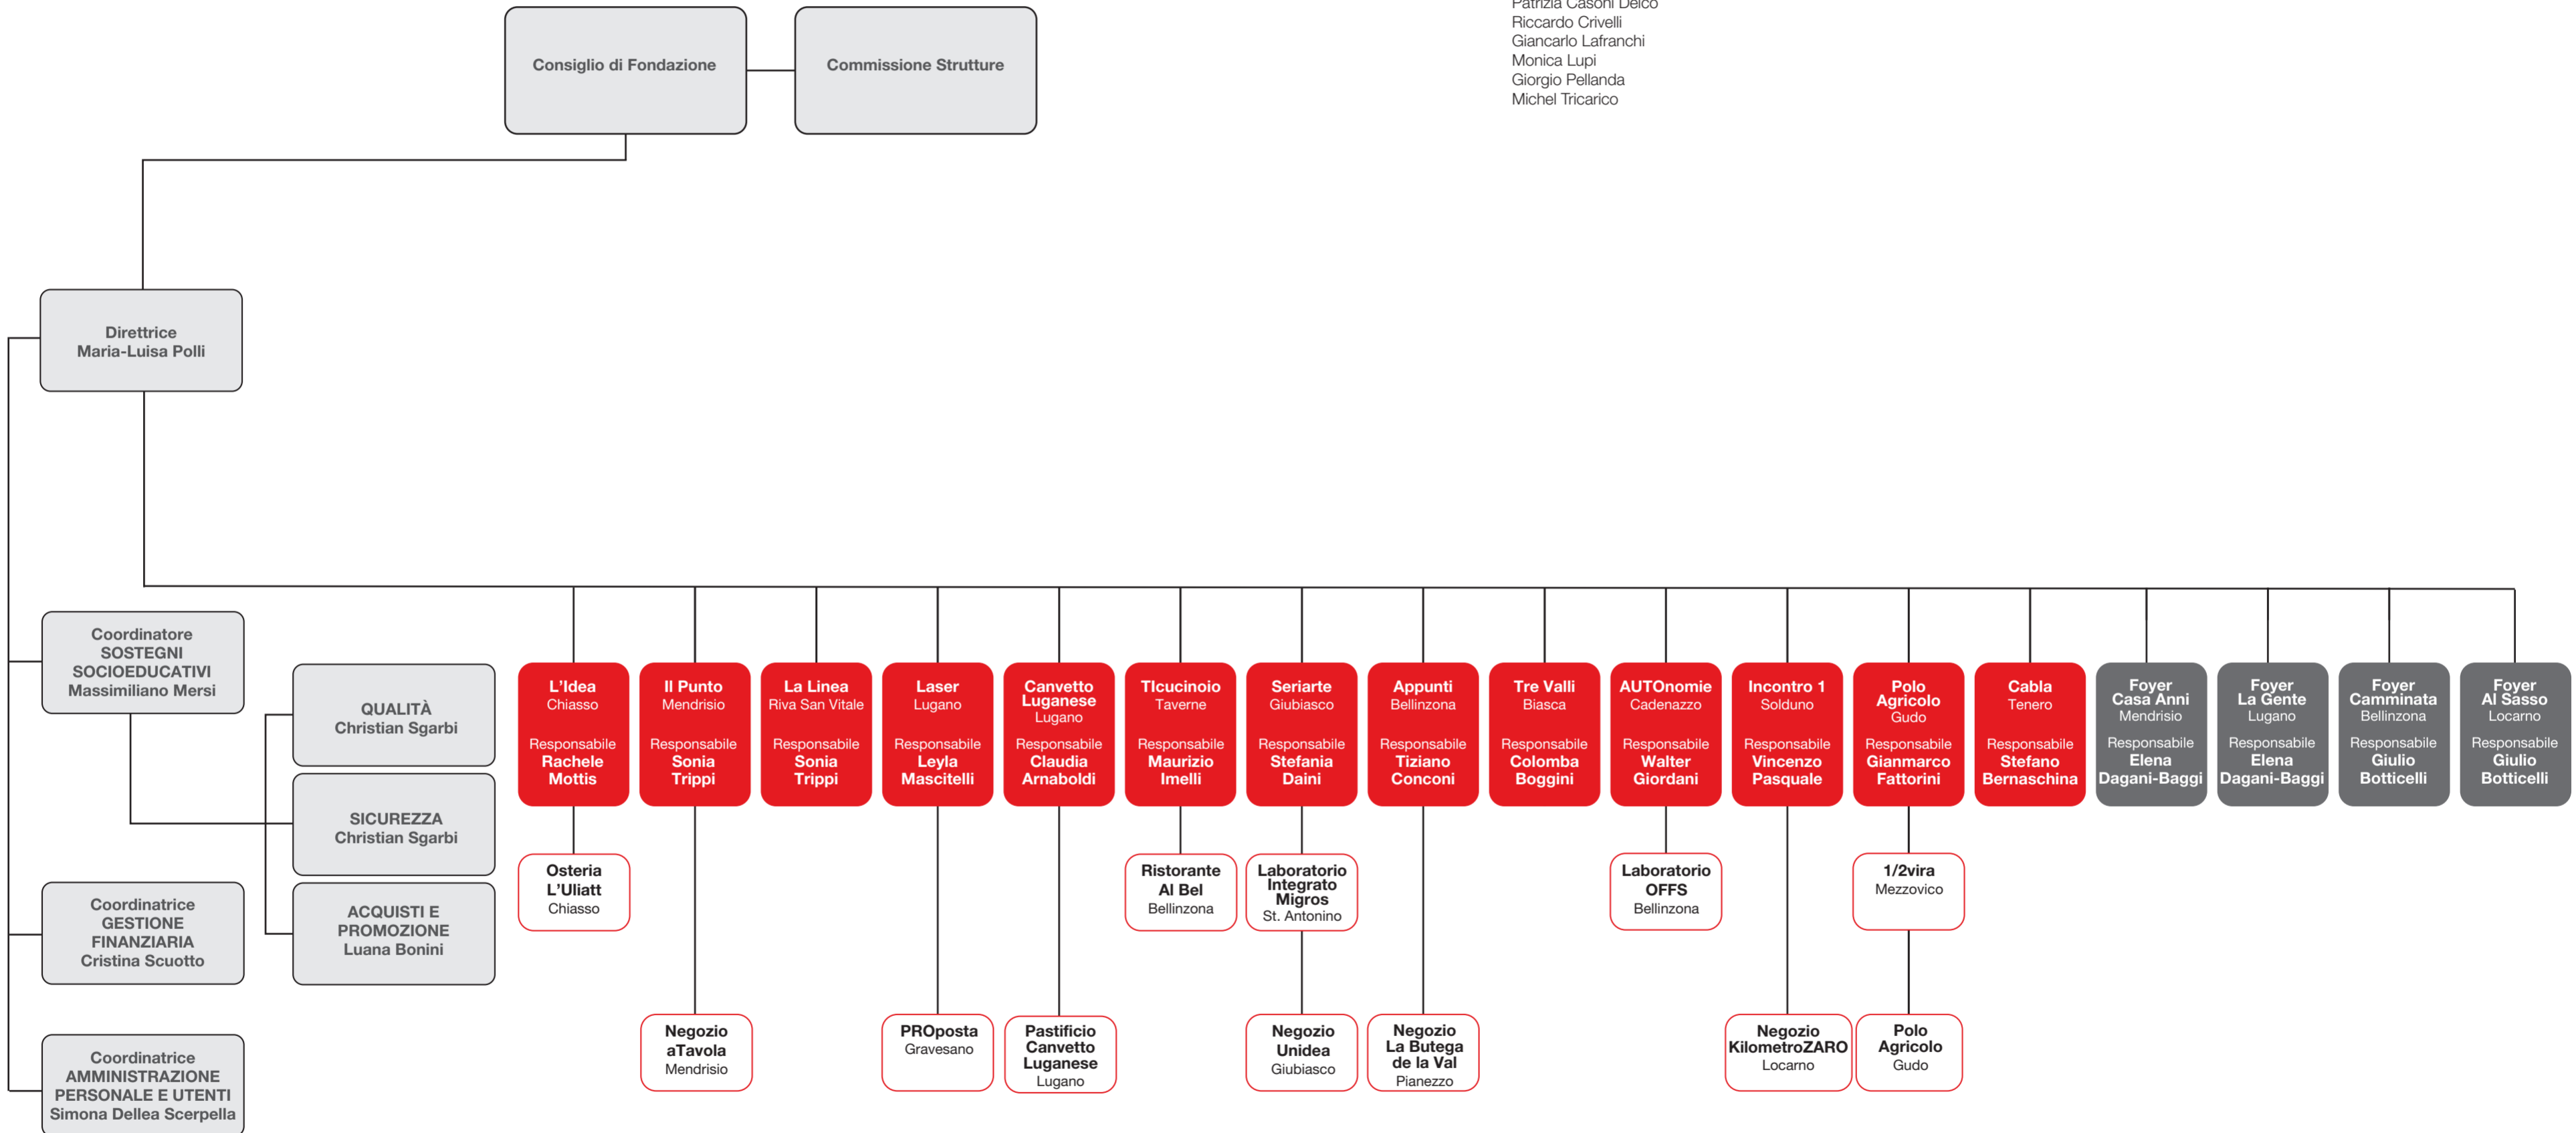 Patrizia Casoni Delcò
Riccardo Crivelli
Giancarlo Lafranchi
Monica Lupi
Giorgio Pellanda
Michel Tricarico
Consiglio di Fondazione
Commissione Strutture
Direttrice
Maria-Luisa Polli
Coordinatore
SOSTEGNI
SOCIOEDUCATIVI
Massimiliano Mersi
QUALITÀ
Christian Sgarbi
SICUREZZA
Christian Sgarbi
ACQUISTI E
PROMOZIONE
Luana Bonini
Coordinatrice
GESTIONE
FINANZIARIA
Cristina Scuotto
Coordinatrice
AMMINISTRAZIONE
PERSONALE E UTENTI
Simona Dellea Scerpella
L'Idea
Chiasso
Responsabile
Rachele
Mottis
Il Punto
Mendrisio
Responsabile
Sonia
Trippi
La Linea
Riva San Vitale
Responsabile
Sonia
Trippi
Laser
Lugano
Responsabile
Leyla
Mascitelli
Canvetto
Luganese
Lugano
Responsabile
Claudia
Arnaboldi
TIcucinoio
Taverne
Responsabile
Maurizio
Imelli
Seriarte
Giubiasco
Responsabile
Stefania
Daini
Appunti
Bellinzona
Responsabile
Tiziano
Conconi
Tre Valli
Biasca
Responsabile
Colomba
Boggini
AUTOnomie
Cadenazzo
Responsabile
Walter
Giordani
Incontro 1
Solduno
Responsabile
Vincenzo
Pasquale
Polo
Agricolo
Gudo
Responsabile
Gianmarco
Fattorini
Cabla
Tenero
Responsabile
Stefano
Bernaschina
Foyer
Casa Anni
Mendrisio
Responsabile
Elena
Dagani-Baggi
Foyer
La Gente
Lugano
Responsabile
Elena
Dagani-Baggi
Foyer
Camminata
Bellinzona
Responsabile
Giulio
Botticelli
Foyer
Al Sasso
Locarno
Responsabile
Giulio
Botticelli
Osteria
L'Uliatt
Chiasso
Ristorante
Al Bel
Bellinzona
Laboratorio
Integrato
Migros
St. Antonino
Laboratorio
OFFS
Bellinzona
1/2vira
Mezzovico
Negozio
aTavola
Mendrisio
PROposta
Gravesano
Pastificio
Canvetto
Luganese
Lugano
Negozio
Unidea
Giubiasco
Negozio
La Butega
de la Val
Pianezzo
Negozio
KilometroZARO
Locarno
Polo
Agricolo
Gudo